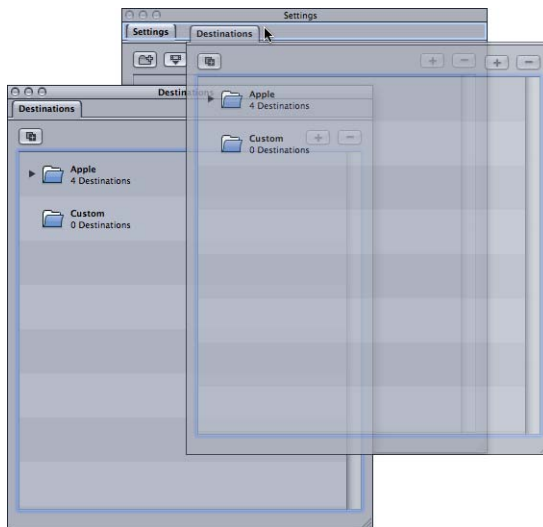 Settings
Settings
Destinations
Apple
4 Destinations
Custom
0 Destinations
Destinations
Destinations
Apple
4 Destinations
Custom
0 Destinations